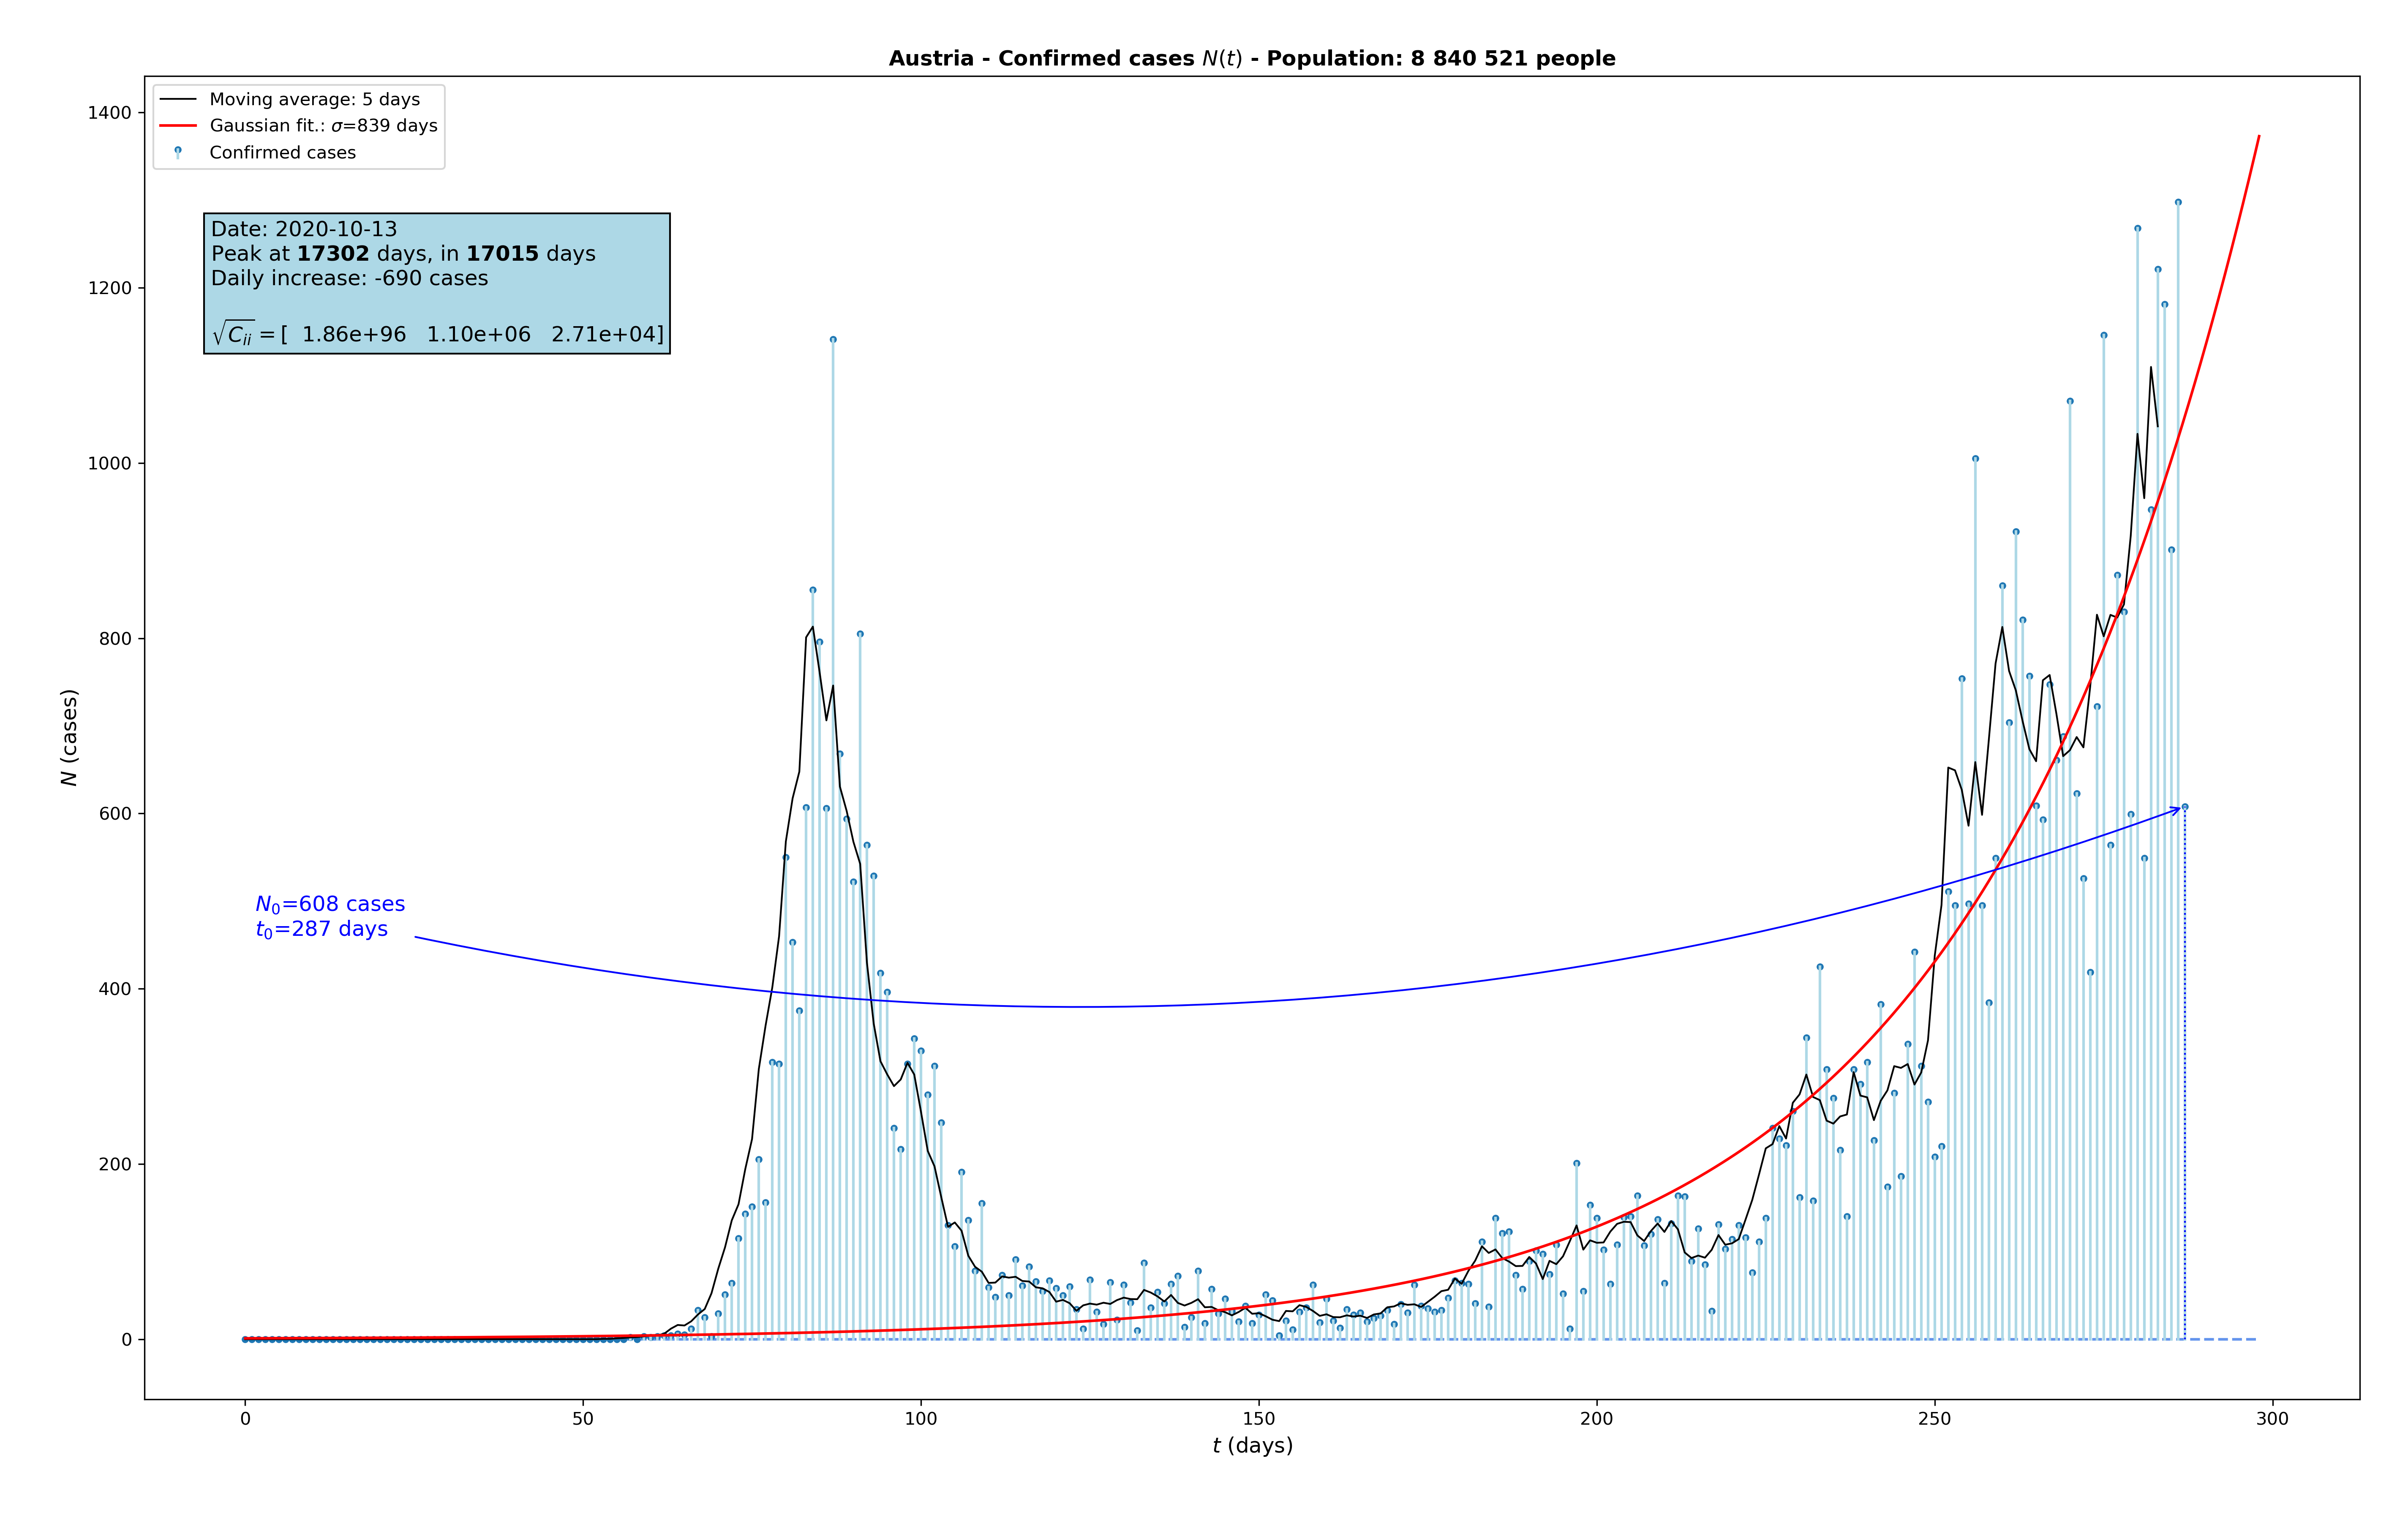 Austria - Confirmed cases N(t) - Population: 8 840 521 people
Moving average: 5 days
Gaussian fit.: σ=839 days
Confirmed cases
Date: 2020-10-13
Peak at 17302 days, in 17015 days
Daily increase: -690 cases
√Cᵢᵢ = [ 1.86e+96 1.10e+06 2.71e+04]
N₀=608 cases
t₀=287 days
N (cases)
1400
1200
1000
800
600
400
200
0
0 50 100 150 200 250 300
t (days)